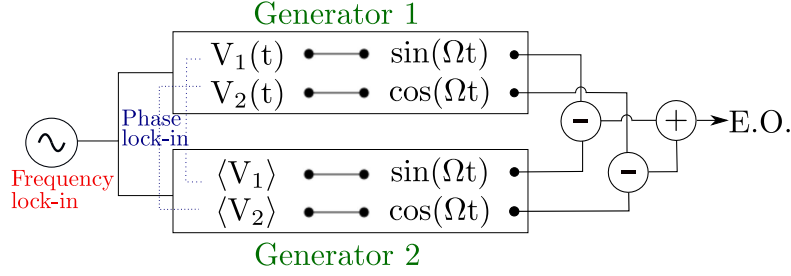 Generator 1
V₁(t) sin(Ωt)
V₂(t) cos(Ωt)
Phase
lock-in
- + E.O.
Frequency
lock-in
-
⟨V₁⟩ sin(Ωt)
⟨V₂⟩ cos(Ωt)
Generator 2